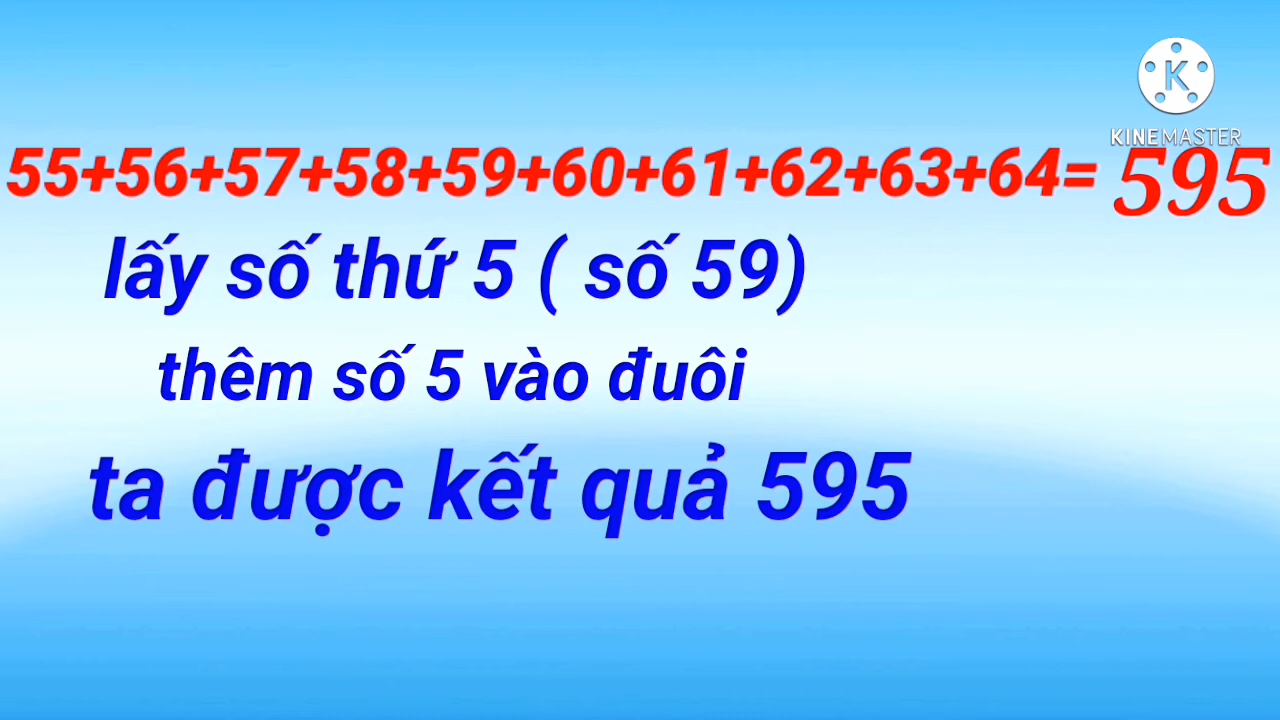 KINEMASTER
55+56+57+58+59+60+61+62+63+64= 595
lấy số thứ 5 ( số 59)
thêm số 5 vào đuôi
ta được kết quả 595